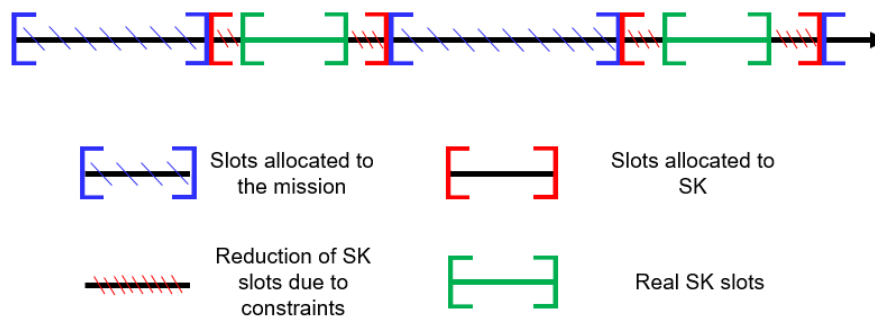 Slots allocated to
the mission
Slots allocated to
SK
Reduction of SK
slots due to
constraints
Real SK slots